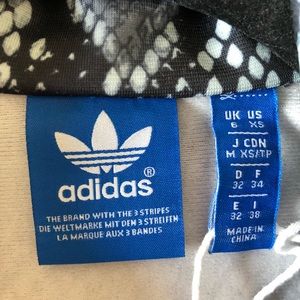 adidas ®
THE BRAND WITH THE 3 STRIPES
DIE WELTMARKE MIT DEN 3 STREIFEN
LA MARQUE AUX 3 BANDES
UK US
6 XS
J CDN
M XS/TP
D F
32 34
E I
32 38
MADE IN
CHINA